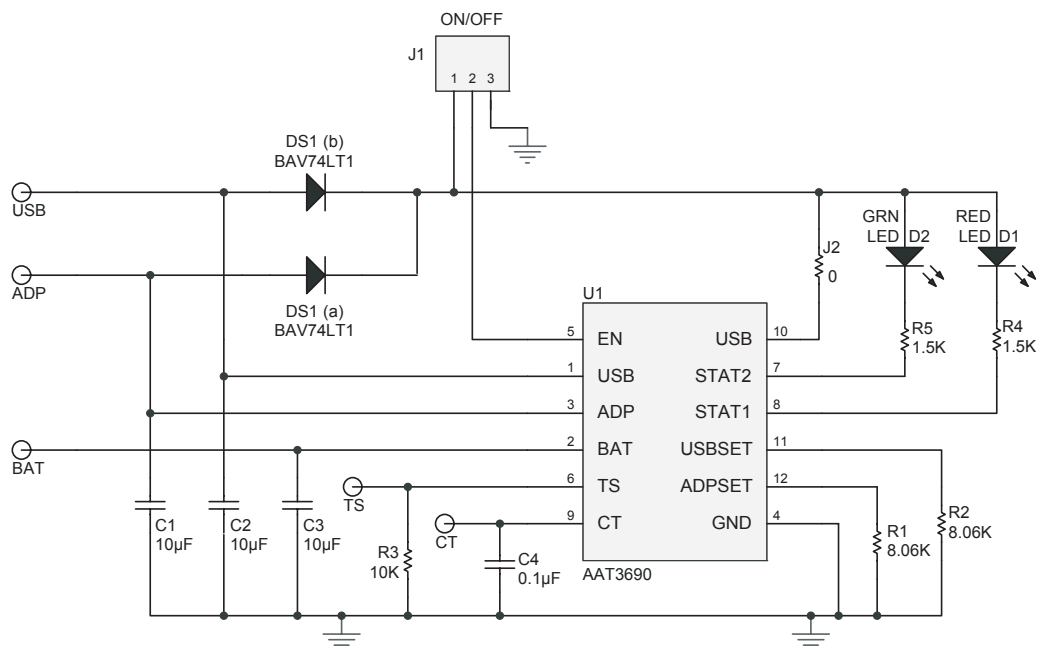 ON/OFF
J1
1 2 3
DS1 (b)
BAV74LT1
USB
ADP
DS1 (a)
BAV74LT1
GRN
LED D2
RED
LED D1
J2
0
U1
R5
1.5K
R4
1.5K
5 EN USB 10
1 USB STAT2 7
3 ADP STAT1 8
2 BAT USBSET 11
6 TS ADPSET 12
9 CT GND 4
BAT
TS
CT
C1
10µF
C2
10µF
C3
10µF
R3
10K
C4
0.1µF
AAT3690
R1
8.06K
R2
8.06K